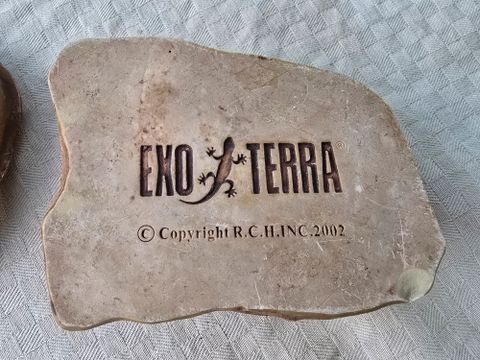 EXO TERRA®
© Copyright R.C.H.INC.2002